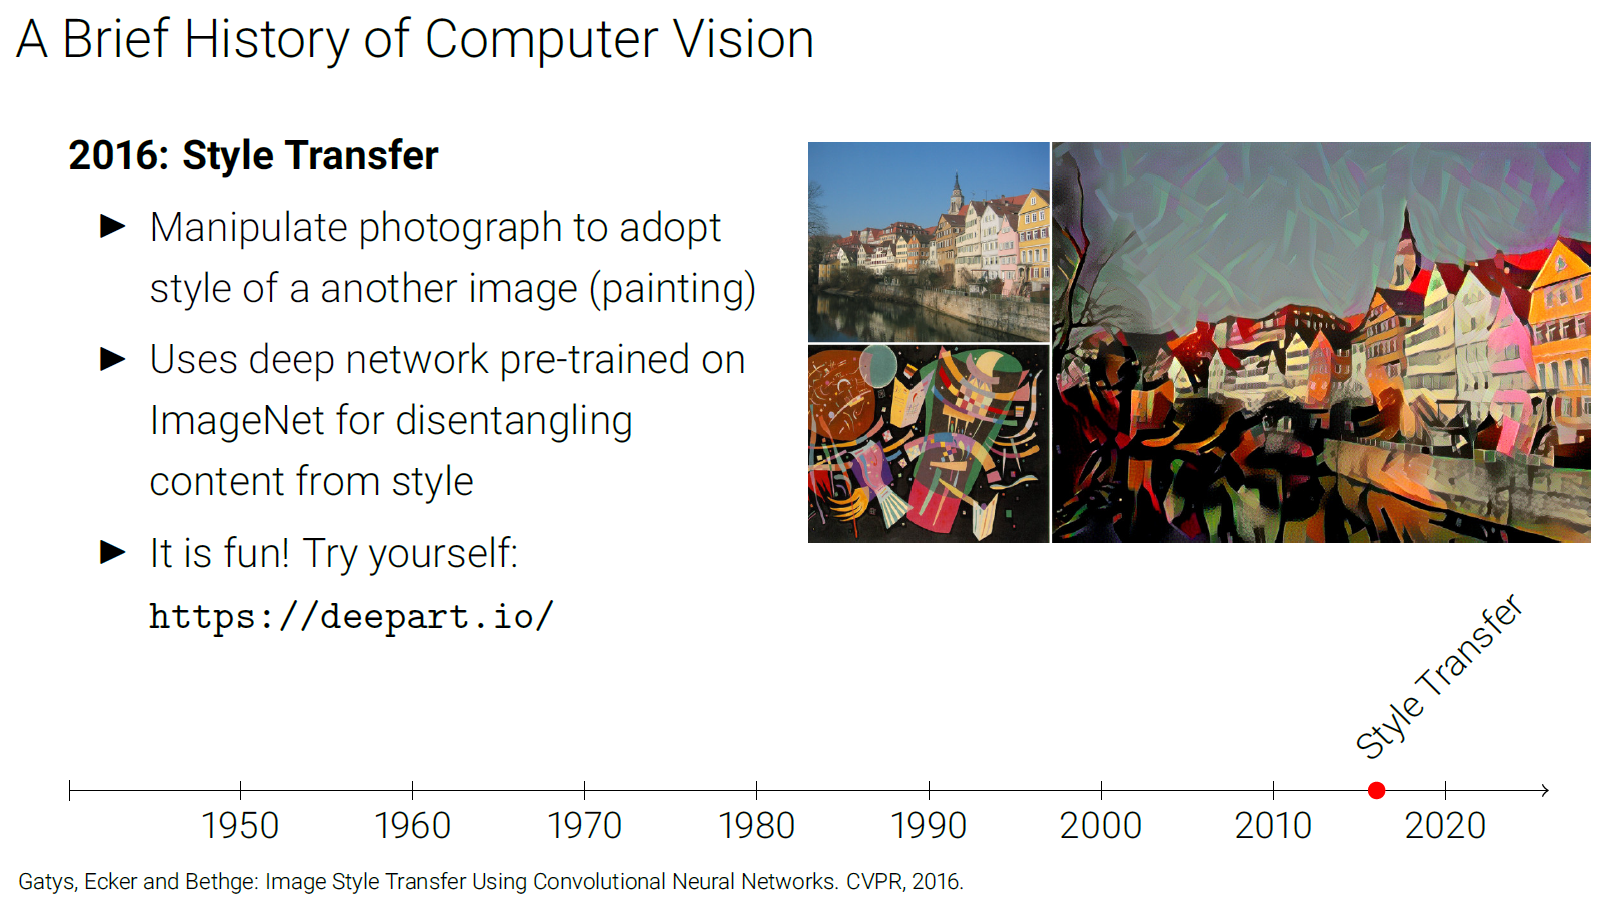 A Brief History of Computer Vision
2016: Style Transfer
► Manipulate photograph to adopt
style of a another image (painting)
► Uses deep network pre-trained on
ImageNet for disentangling
content from style
► It is fun! Try yourself:
https://deepart.io/
Style Transfer
1950 1960 1970 1980 1990 2000 2010 2020
Gatys, Ecker and Bethge: Image Style Transfer Using Convolutional Neural Networks. CVPR, 2016.